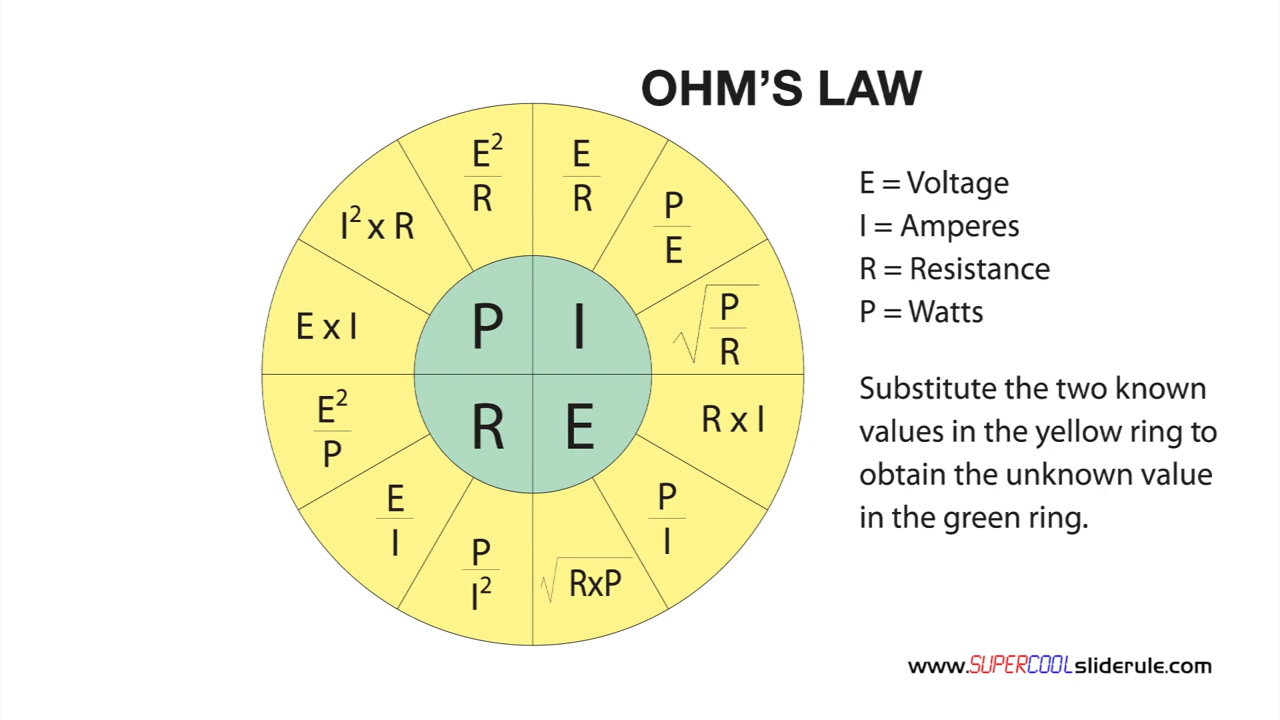 OHM'S LAW
E²/R
E/R
I² x R
P/E
E x I
√(P/R)
P
I
R
E
E²/P
R x I
E/I
P/I
P/I²
√RxP
E = Voltage
I = Amperes
R = Resistance
P = Watts
Substitute the two known
values in the yellow ring to
obtain the unknown value
in the green ring.
www.SUPERCOOLsliderule.com